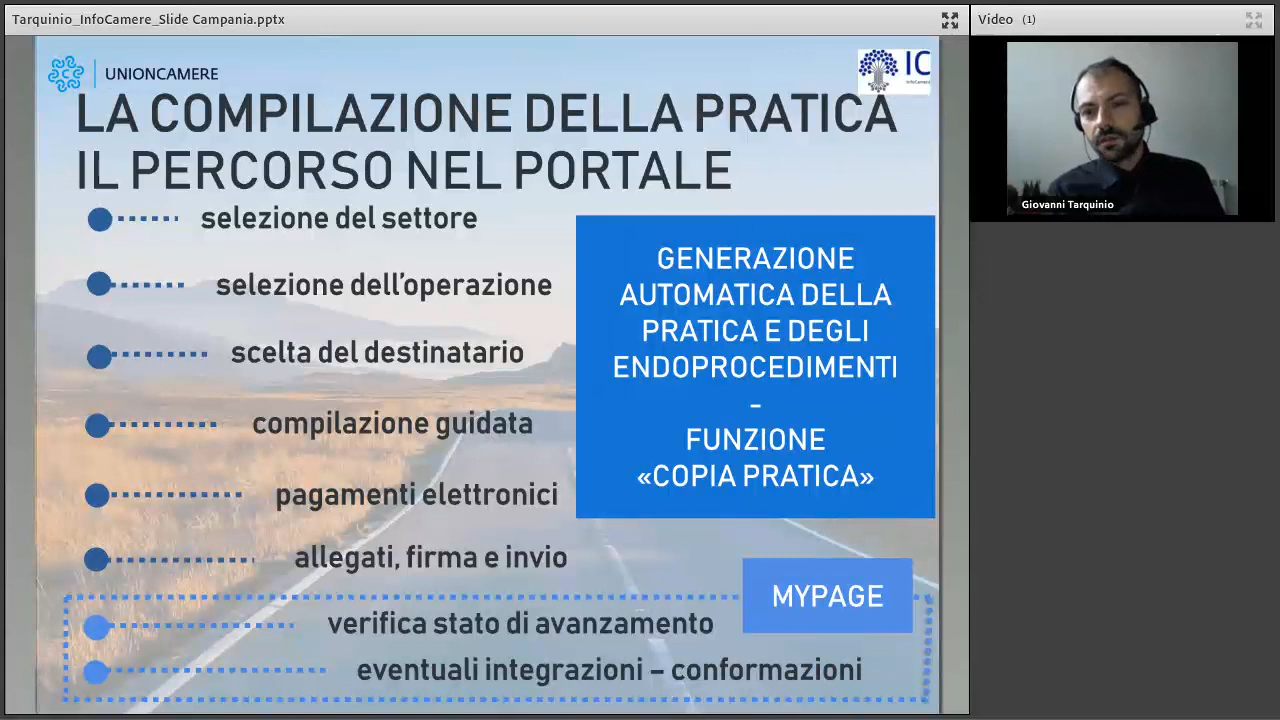 Tarquinio_InfoCamere_Slide Campania.pptx
Video (1)
UNIONCAMERE
IC
InfoCamere
LA COMPILAZIONE DELLA PRATICA
IL PERCORSO NEL PORTALE
selezione del settore
selezione dell'operazione
scelta del destinatario
compilazione guidata
pagamenti elettronici
allegati, firma e invio
verifica stato di avanzamento
eventuali integrazioni – conformazioni
GENERAZIONE
AUTOMATICA DELLA
PRATICA E DEGLI
ENDOPROCEDIMENTI
-
FUNZIONE
«COPIA PRATICA»
MYPAGE
Giovanni Tarquinio